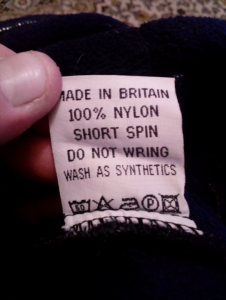 MADE IN BRITAIN
100% NYLON
SHORT SPIN
DO NOT WRING
WASH AS SYNTHETICS